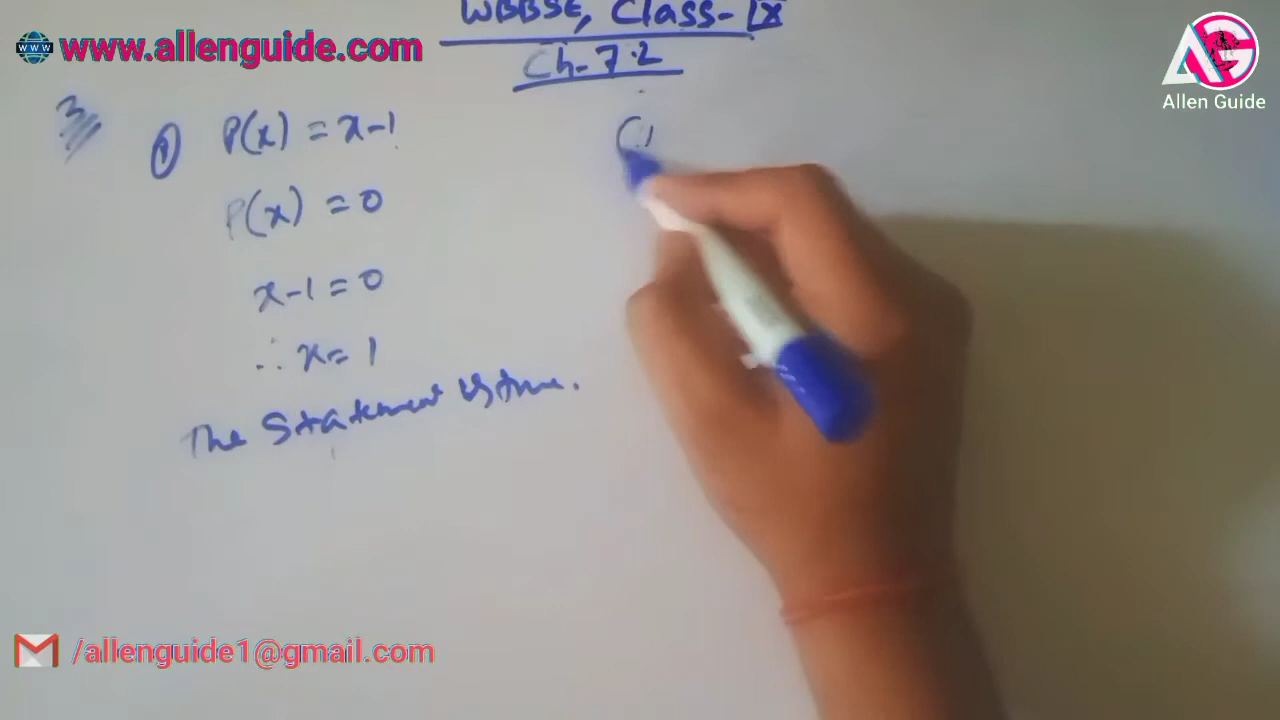 WBBSE, Class-IX
www.allenguide.com
Ch-7.2
Allen Guide
3
① P(x) = x-1
P(x) = 0
x-1 = 0
∴ x = 1
The Statement is true.
/allenguide1@gmail.com